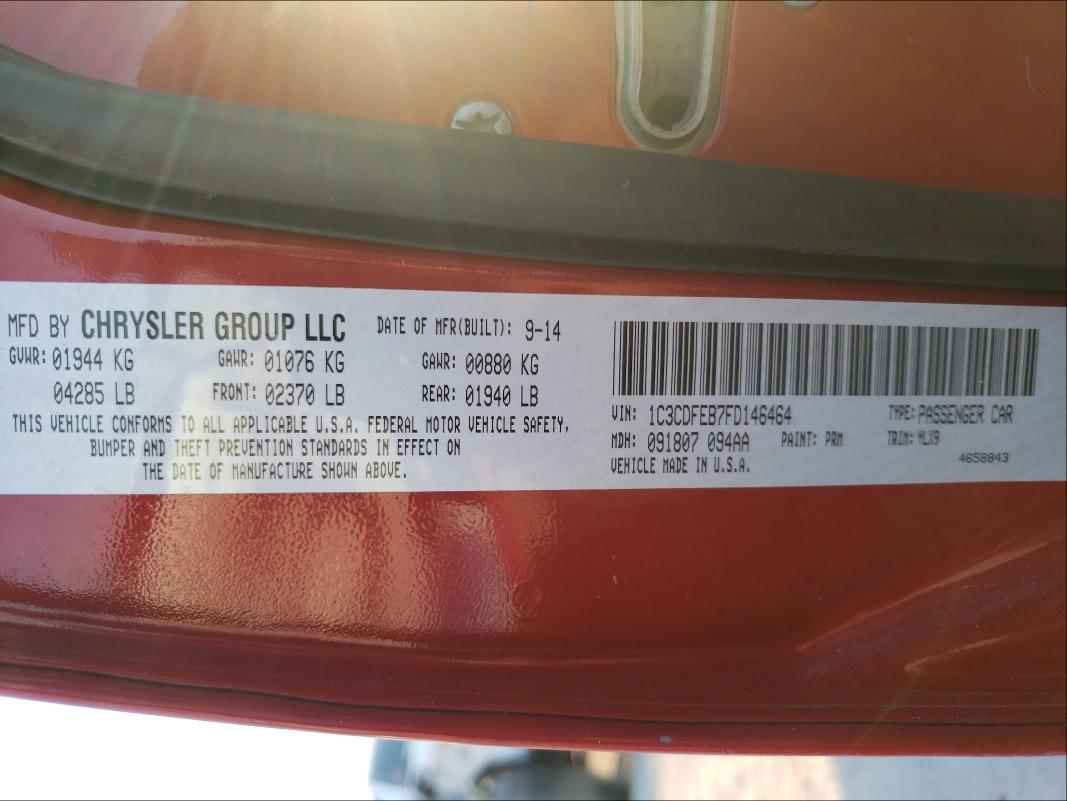 MFD BY CHRYSLER GROUP LLC DATE OF MFR(BUILT): 9-14
GVWR: 01944 KG GAWR: 01076 KG GAWR: 00880 KG
04285 LB FRONT: 02370 LB REAR: 01940 LB
THIS VEHICLE CONFORMS TO ALL APPLICABLE U.S.A. FEDERAL MOTOR VEHICLE SAFETY,
BUMPER AND THEFT PREVENTION STANDARDS IN EFFECT ON
THE DATE OF MANUFACTURE SHOWN ABOVE.
VIN: 1C3CDFEB7FD146464 TYPE: PASSENGER CAR
MDH: 091807 094AA PAINT: PRM TRIM: YLX9
VEHICLE MADE IN U.S.A. 4658843